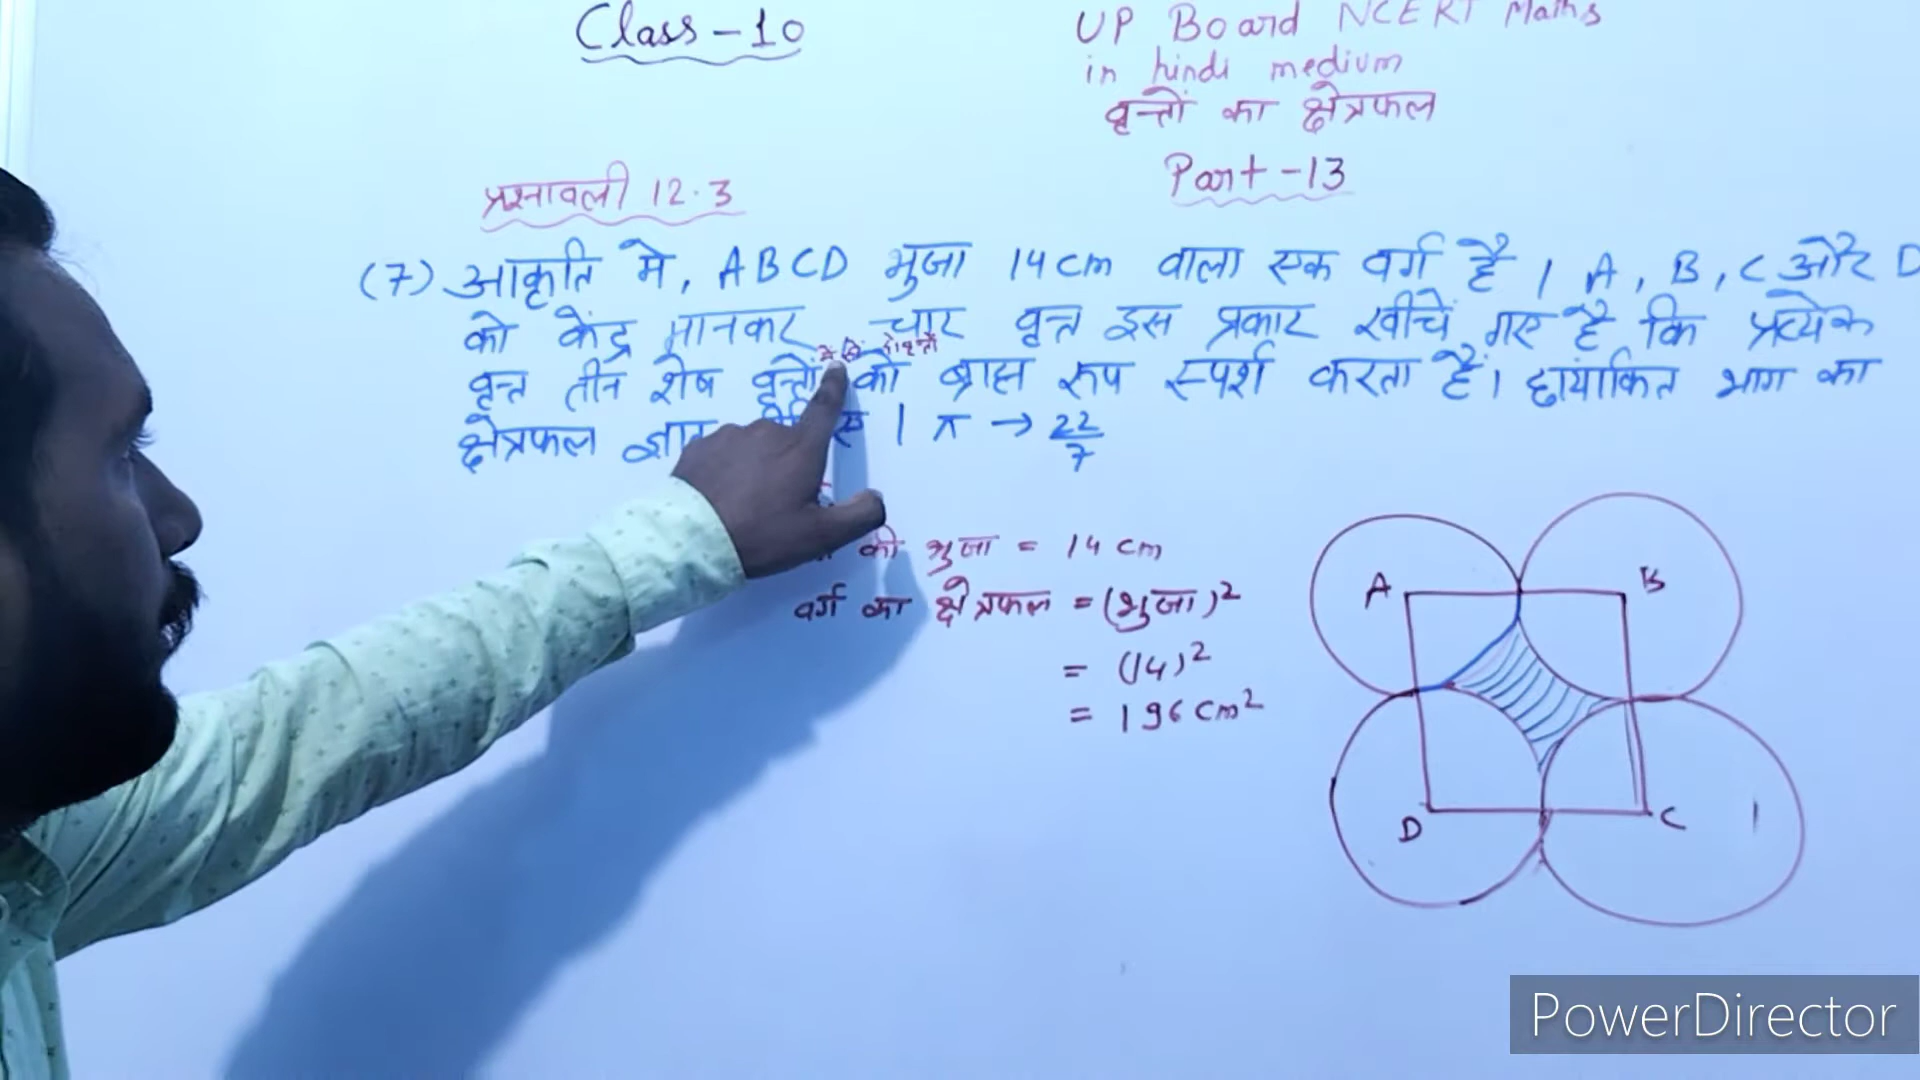 Class-10
UP Board NCERT Maths
in hindi medium
वृत्तों का क्षेत्रफल
Part-13
प्रश्नावली 12.3
(7) आकृति मे, ABCD भुजा 14cm वाला एक वर्ग है । A, B, C और D
को केंद्र मानकर चार वृत्त इस प्रकार खीचें गए है कि प्रत्येक
वृत्त तीन शेष वृत्तों को ब्राह्म रूप स्पर्श करता है। छायांकित भाग का
क्षेत्रफल । π → 22/7
की भुजा = 14 cm
वर्ग का क्षेत्रफल = (भुजा)²
= (14)²
= 196 cm²
A B
D C
PowerDirector